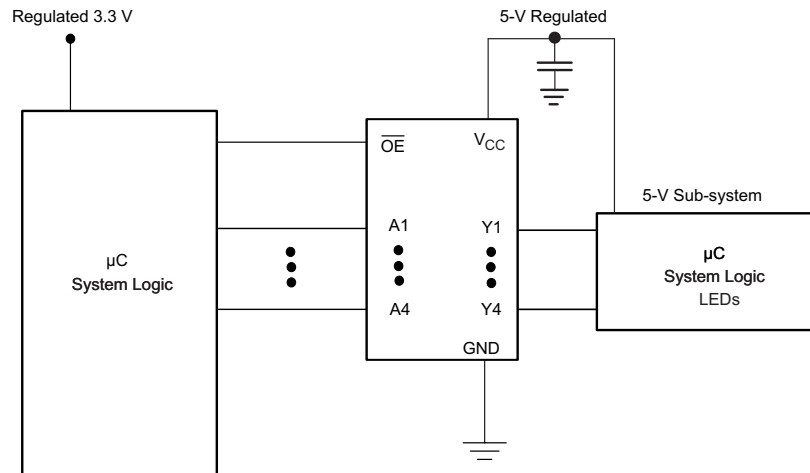 Regulated 3.3 V
5-V Regulated
OE
VCC
5-V Sub-system
A1
Y1
µC
System Logic
µC
System Logic
LEDs
A4
Y4
GND